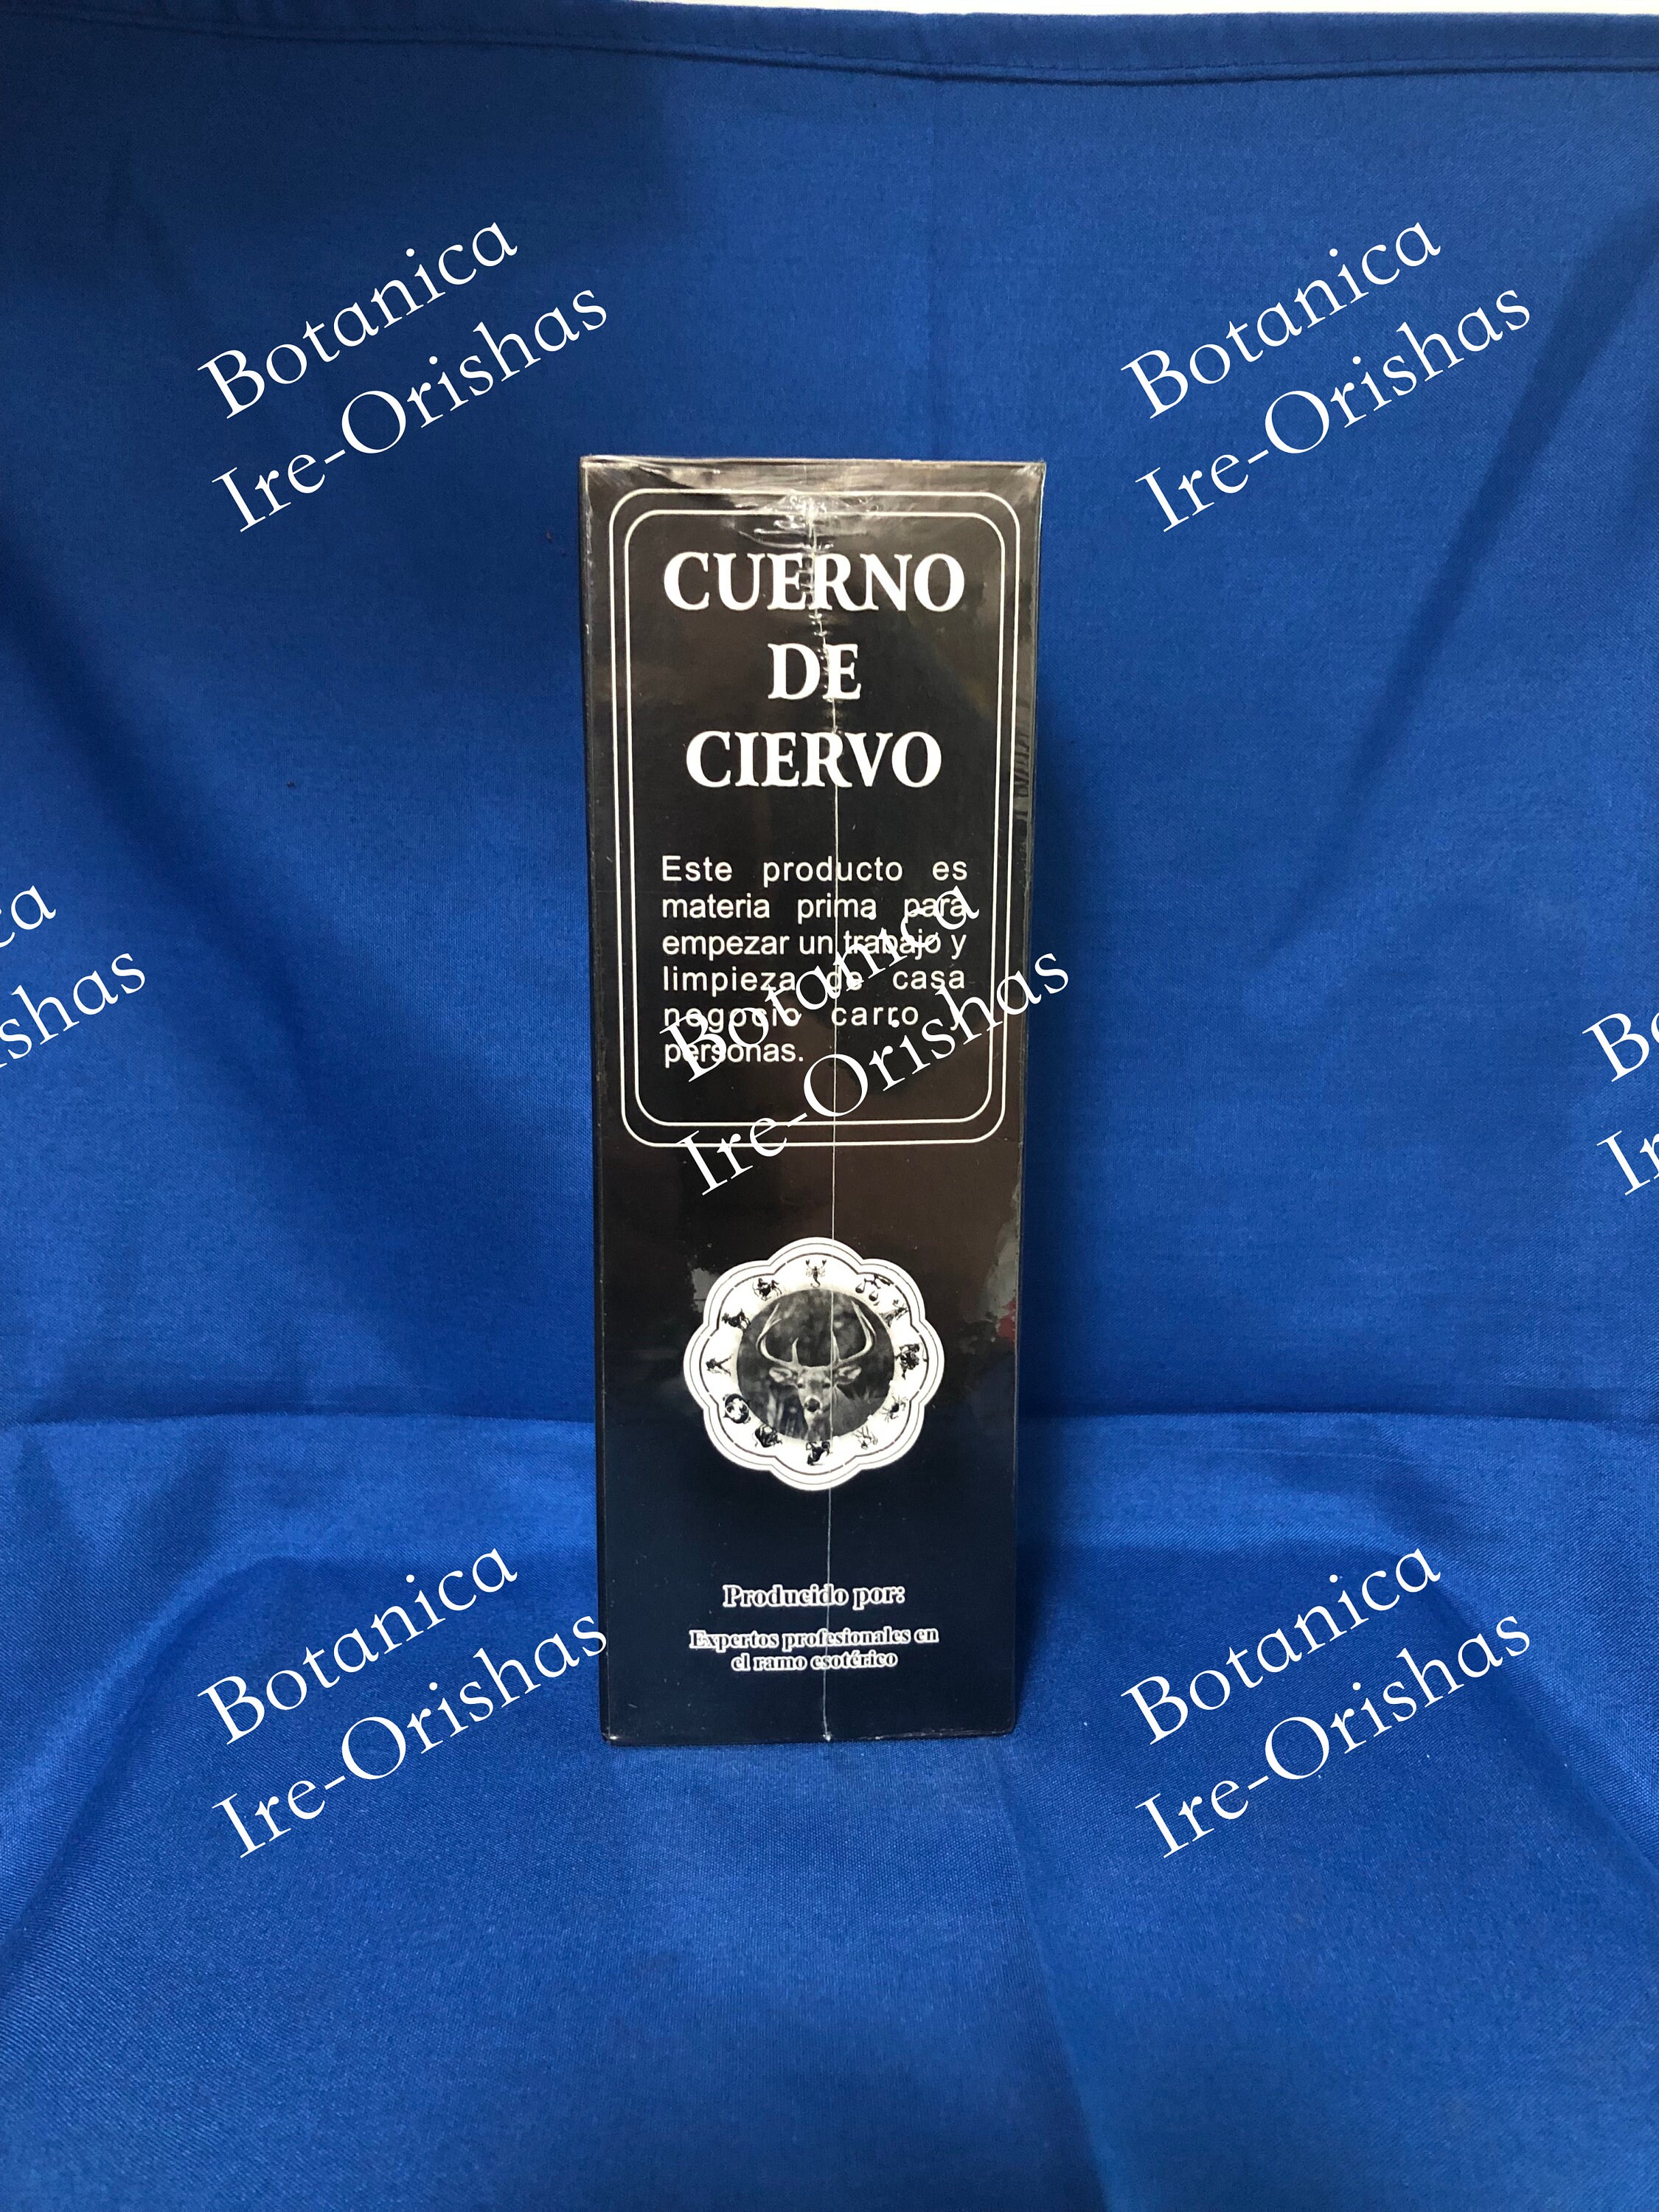 Botanica
Ire-Orishas
Botanica
Ire-Orishas
CUERNO
DE
CIERVO
Este producto es
materia prima para
empezar un trabajo y
limpieza de casa
negocio carro y
personas.
Botanica
Ire-Orishas
Producido por:
Expertos profesionales en
el ramo esotérico
Botanica
Ire-Orishas
Botanica
Ire-Orishas